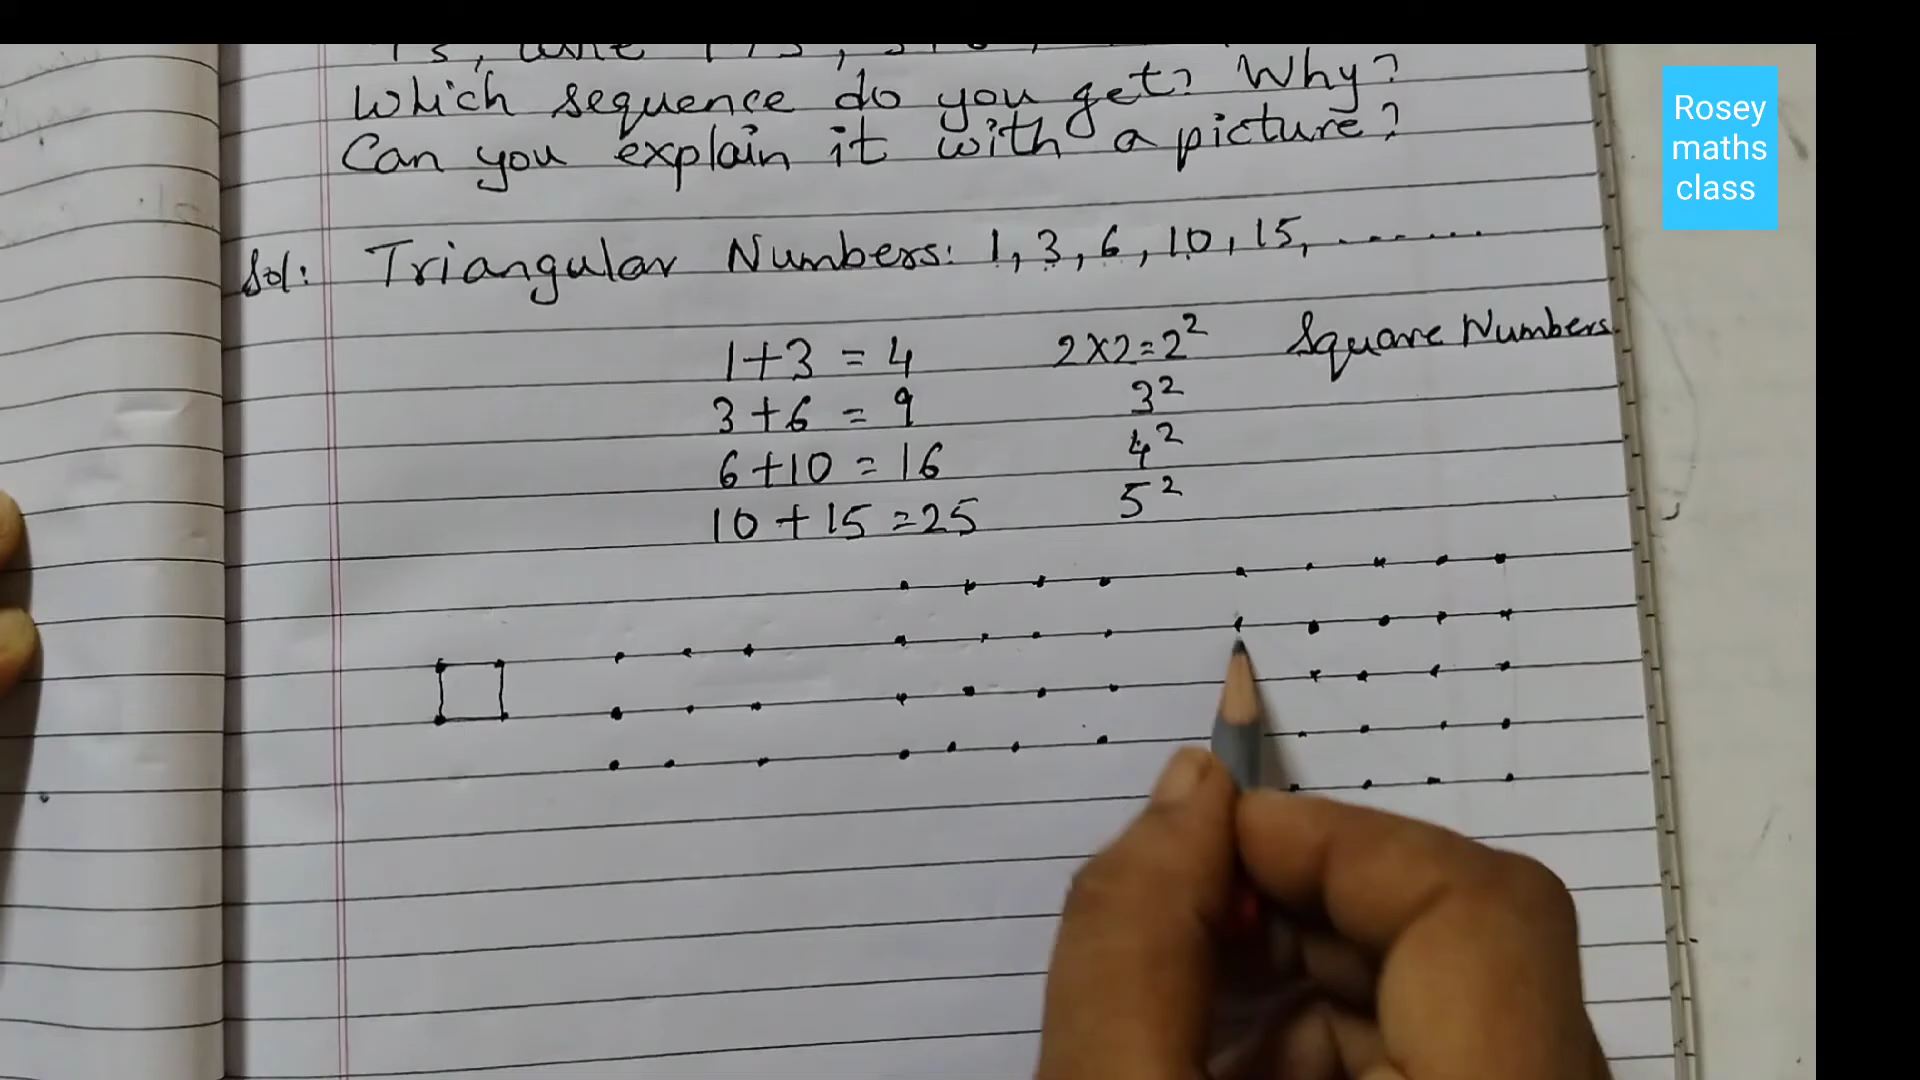 Which sequence do you get? Why?
Can you explain it with a picture?
Sol: Triangular Numbers: 1, 3, 6, 10, 15, .......
1+3 = 4 2×2=2² Square Numbers
3+6 = 9 3²
6+10 = 16 4²
10+15=25 5²
Rosey
maths
class